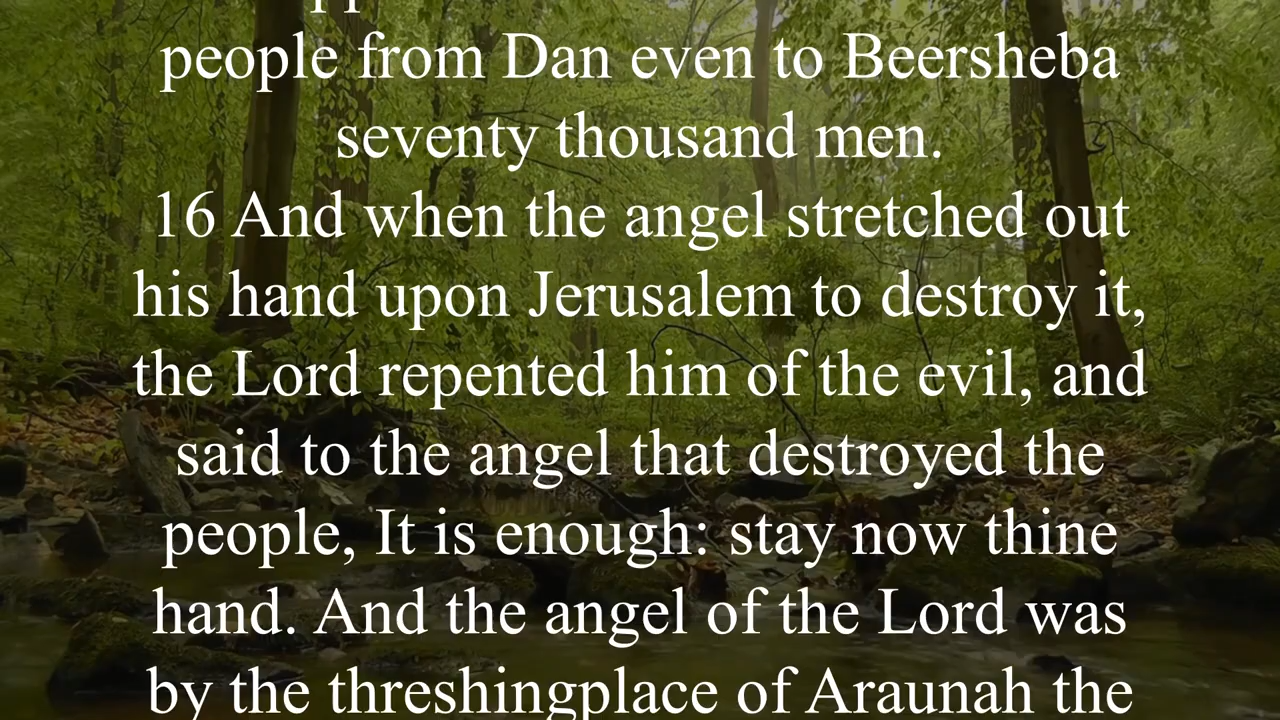 people from Dan even to Beersheba
seventy thousand men.
16 And when the angel stretched out
his hand upon Jerusalem to destroy it,
the Lord repented him of the evil, and
said to the angel that destroyed the
people, It is enough: stay now thine
hand. And the angel of the Lord was
by the threshingplace of Araunah the